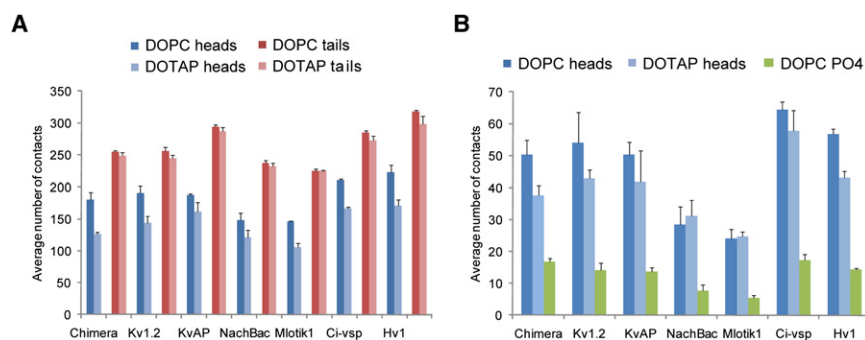 A
DOPC heads DOPC tails
DOTAP heads DOTAP tails
Average number of contacts
350
300
250
200
150
100
50
0
Chimera Kv1.2 KvAP NachBac Mlotik1 Ci-vsp Hv1
B
DOPC heads DOTAP heads DOPC PO4
Average number of contacts
70
60
50
40
30
20
10
0
Chimera Kv1.2 KvAP NachBac Mlotik1 Ci-vsp Hv1